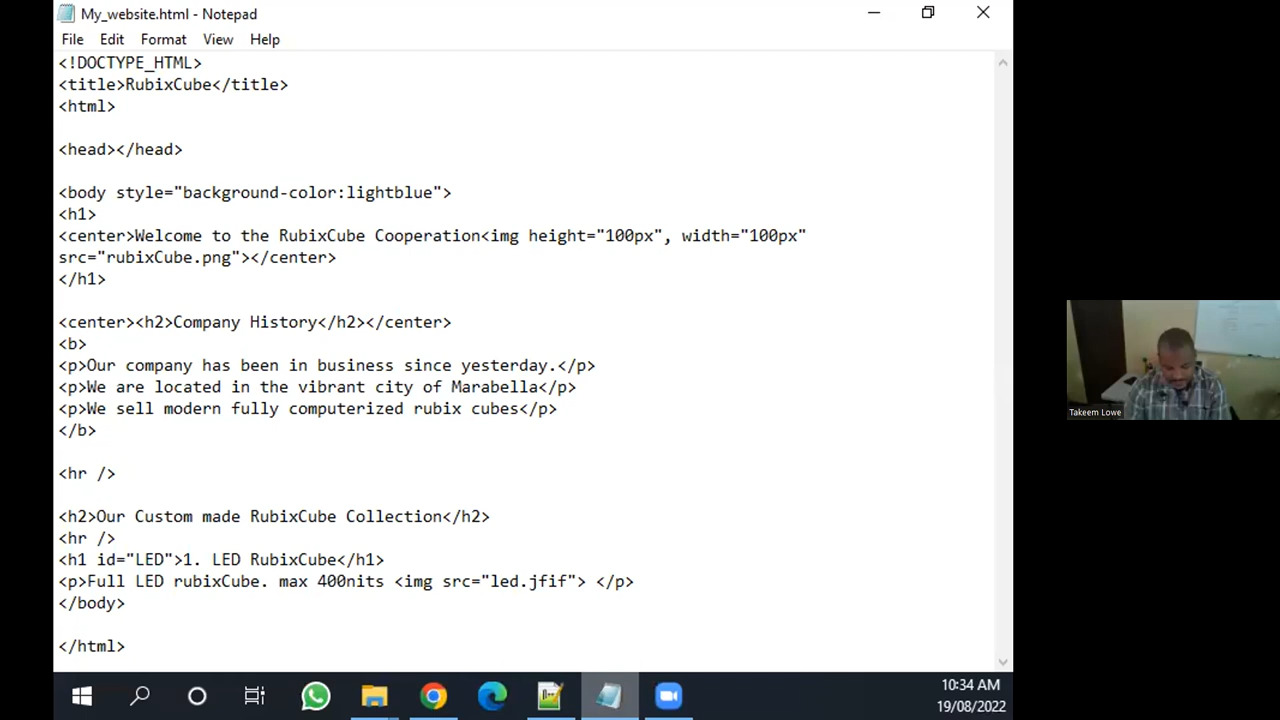 My_website.html - Notepad
File Edit Format View Help
<!DOCTYPE_HTML>
<title>RubixCube</title>
<html>
<head></head>
<body style="background-color:lightblue">
<h1>
<center>Welcome to the RubixCube Cooperation<img height="100px", width="100px"
src="rubixCube.png"></center>
</h1>
<center><h2>Company History</h2></center>
<b>
<p>Our company has been in business since yesterday.</p>
<p>We are located in the vibrant city of Marabella</p>
<p>We sell modern fully computerized rubix cubes</p>
</b>
<hr />
<h2>Our Custom made RubixCube Collection</h2>
<hr />
<h1 id="LED">1. LED RubixCube</h1>
<p>Full LED rubixCube. max 400nits <img src="led.jfif"> </p>
</body>
</html>
Takeem Lowe
10:34 AM
19/08/2022